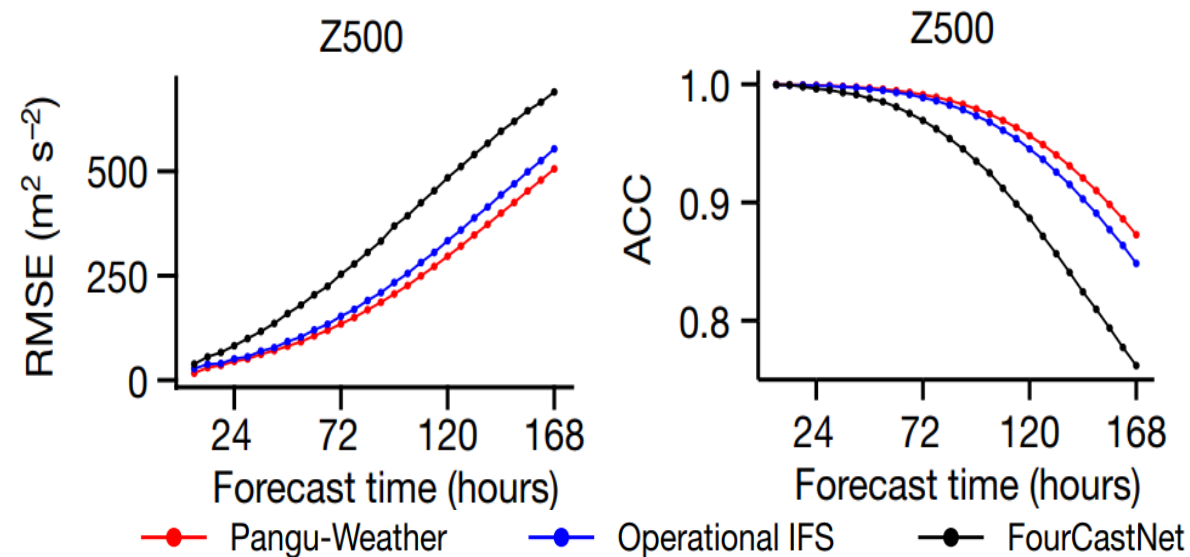 Z500
RMSE (m² s⁻²)
500
250
0
24 72 120 168
Forecast time (hours)
Z500
ACC
1.0
0.9
0.8
24 72 120 168
Forecast time (hours)
Pangu-Weather Operational IFS FourCastNet